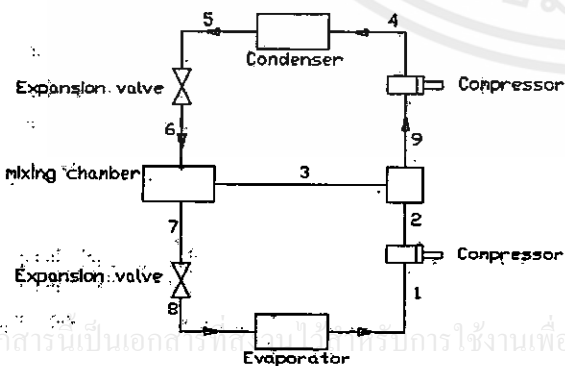 5
4
Condenser
Expansion valve
Compressor
6
9
mixing chamber
3
2
7
Compressor
Expansion valve
1
8
Evaporator